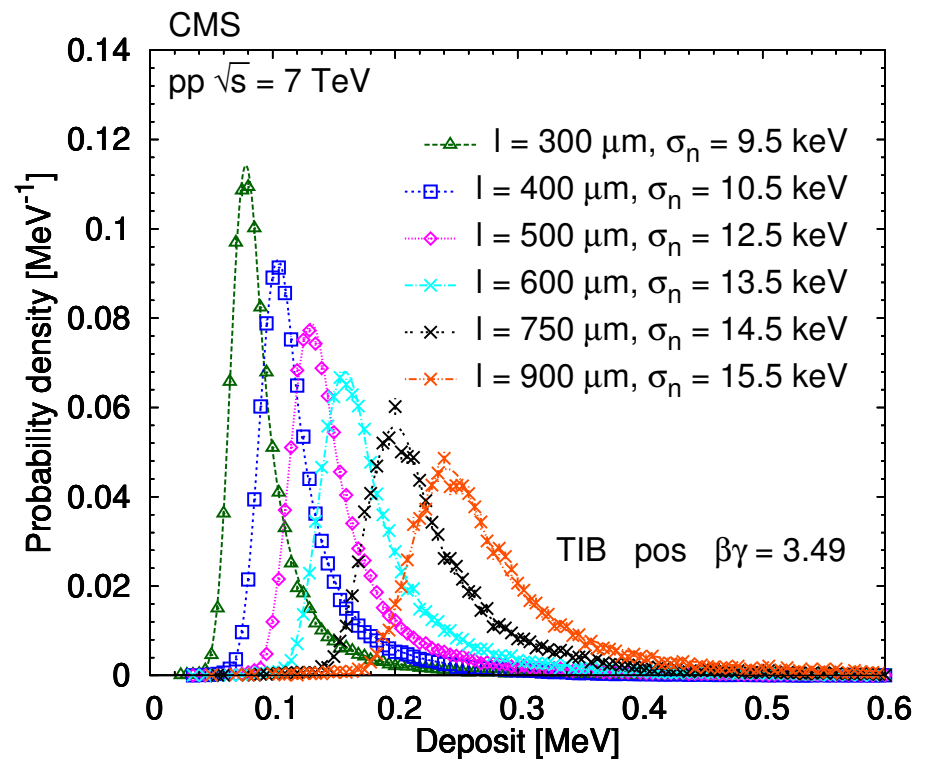 CMS
pp √s = 7 TeV
l = 300 μm, σn = 9.5 keV
l = 400 μm, σn = 10.5 keV
l = 500 μm, σn = 12.5 keV
l = 600 μm, σn = 13.5 keV
l = 750 μm, σn = 14.5 keV
l = 900 μm, σn = 15.5 keV
TIB pos βγ = 3.49
Probability density [MeV⁻¹]
0.14
0.12
0.1
0.08
0.06
0.04
0.02
0
0 0.1 0.2 0.3 0.4 0.5 0.6
Deposit [MeV]